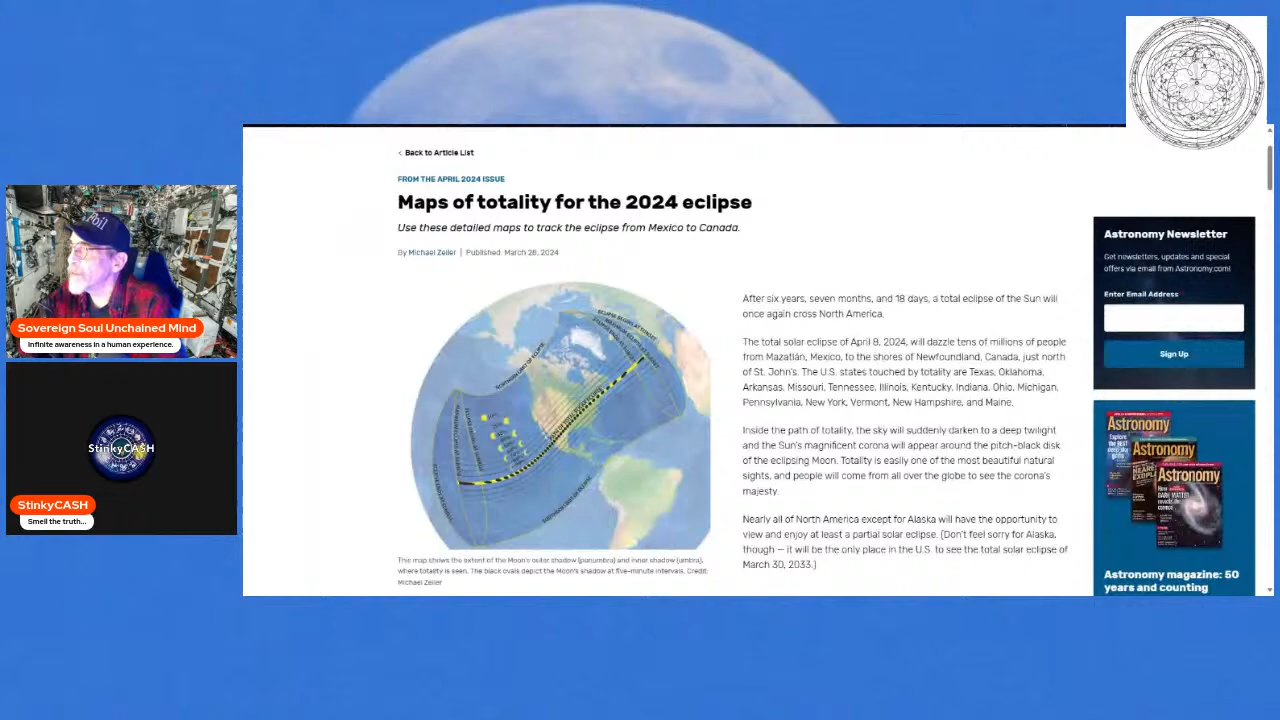 < Back to Article List
FROM THE APRIL 2024 ISSUE
Maps of totality for the 2024 eclipse
Use these detailed maps to track the eclipse from Mexico to Canada.
By Michael Zeiler | Published: March 28, 2024
After six years, seven months, and 18 days, a total eclipse of the Sun will
once again cross North America.
The total solar eclipse of April 8, 2024, will dazzle tens of millions of people
from Mazatlán, Mexico, to the shores of Newfoundland, Canada, just north
of St. John's. The U.S. states touched by totality are Texas, Oklahoma,
Arkansas, Missouri, Tennessee, Illinois, Kentucky, Indiana, Ohio, Michigan,
Pennsylvania, New York, Vermont, New Hampshire, and Maine.
Inside the path of totality, the sky will suddenly darken to a deep twilight
and the Sun's magnificent corona will appear around the pitch-black disk
of the eclipsing Moon. Totality is easily one of the most beautiful natural
sights, and people will come from all over the globe to see the corona's
majesty.
Nearly all of North America except for Alaska will have the opportunity to
view and enjoy at least a partial solar eclipse. (Don't feel sorry for Alaska,
though — it will be the only place in the U.S. to see the total solar eclipse of
March 30, 2033.)
This map shows the extent of the Moon's outer shadow (penumbra) and inner shadow (umbra),
where totality is seen. The black ovals depict the Moon's shadow at five-minute intervals. Credit:
Michael Zeiler
Astronomy Newsletter
Get newsletters, updates and special
offers via email from Astronomy.com!
Enter Email Address
Sign Up
Astronomy
Astronomy
Astronomy
Astronomy magazine: 50
years and counting
Foil
Sovereign Soul Unchained Mind
Infinite awareness in a human experience.
StinkyCASH
StinkyCASH
Smell the truth...